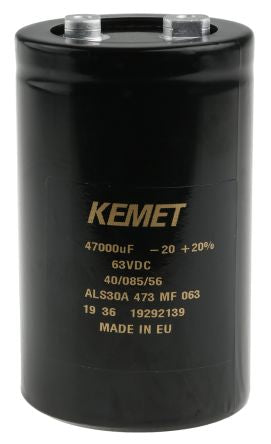 KEMET
47000uF -20 +20%
63VDC
40/085/56
ALS30A 473 MF 063
19 36 19292139
MADE IN EU